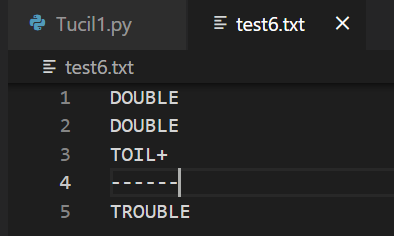 Tucil1.py test6.txt
test6.txt
1 DOUBLE
2 DOUBLE
3 TOIL+
4 ------
5 TROUBLE